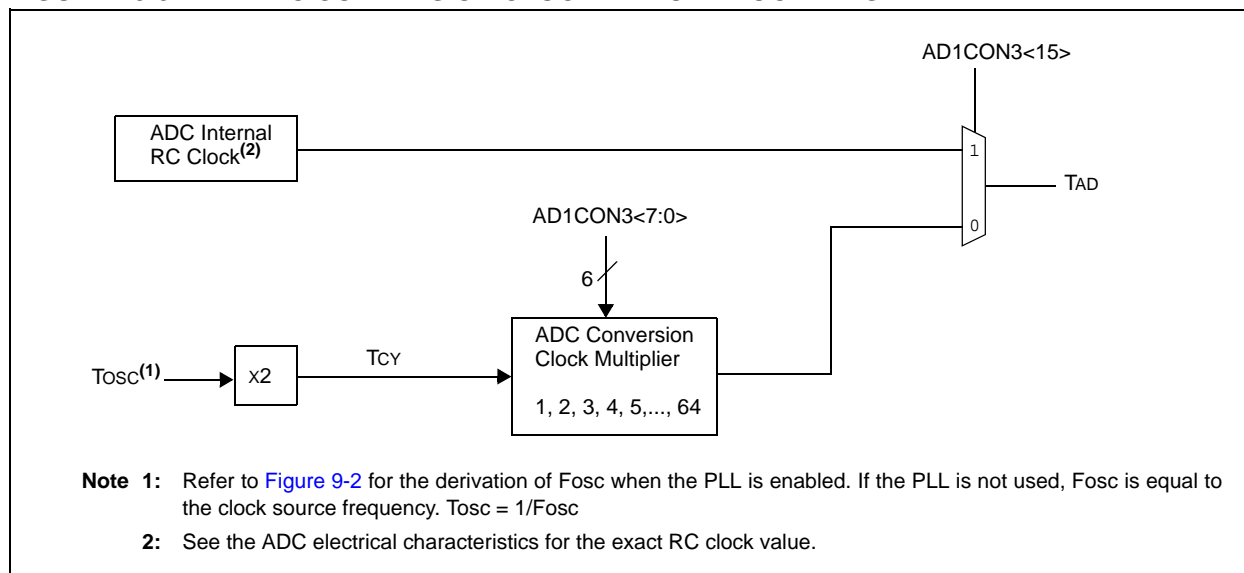 AD1CON3<15>
ADC Internal
RC Clock(2)
1
TAD
AD1CON3<7:0>
0
6
ADC Conversion
Clock Multiplier
TOSC(1)
X2
TCY
1, 2, 3, 4, 5,..., 64
Note 1: Refer to Figure 9-2 for the derivation of Fosc when the PLL is enabled. If the PLL is not used, Fosc is equal to
the clock source frequency. Tosc = 1/Fosc
2: See the ADC electrical characteristics for the exact RC clock value.